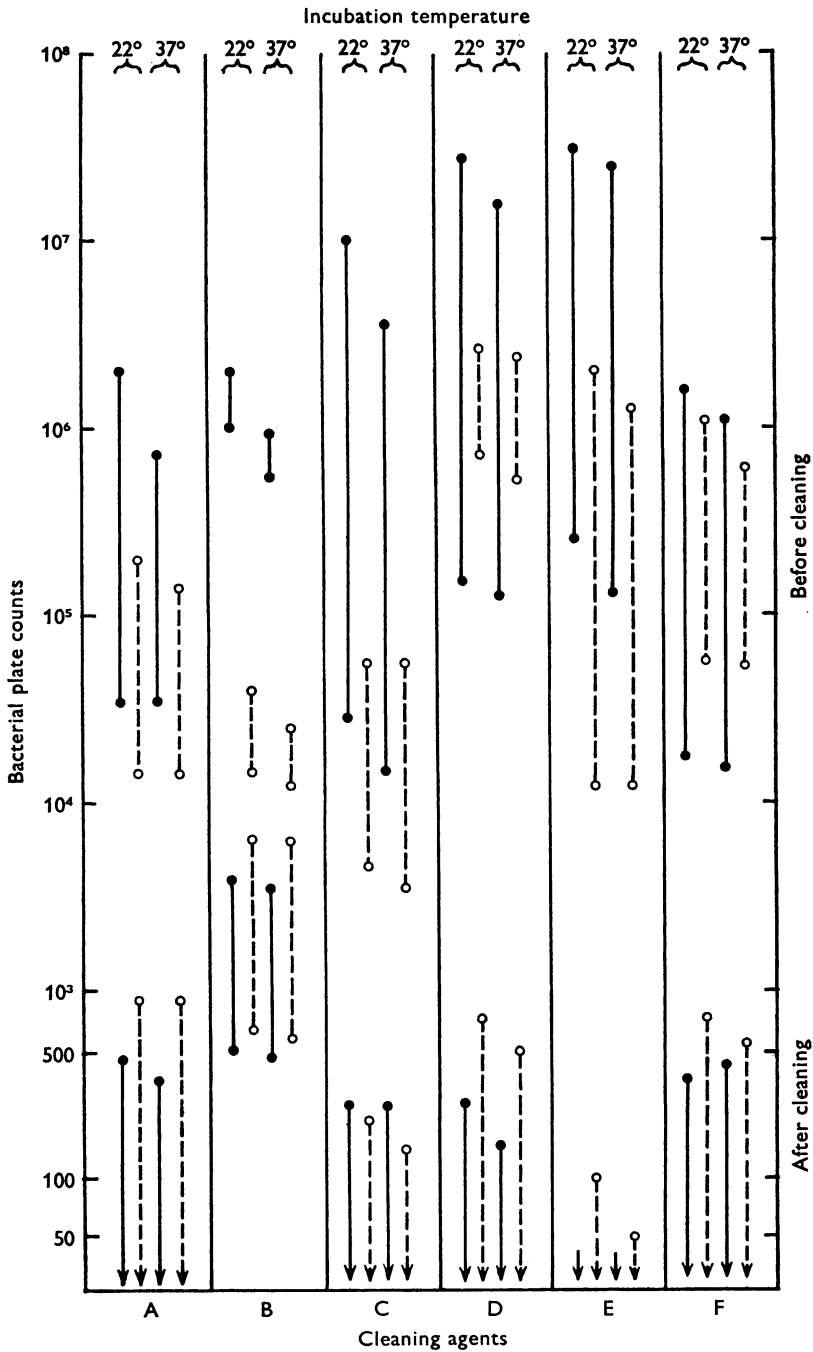 Incubation temperature
22° 37° 22° 37° 22° 37° 22° 37° 22° 37° 22° 37°
10⁸
10⁷
10⁶
10⁵
10⁴
10³
500
100
50
Bacterial plate counts
Before cleaning
After cleaning
A B C D E F
Cleaning agents